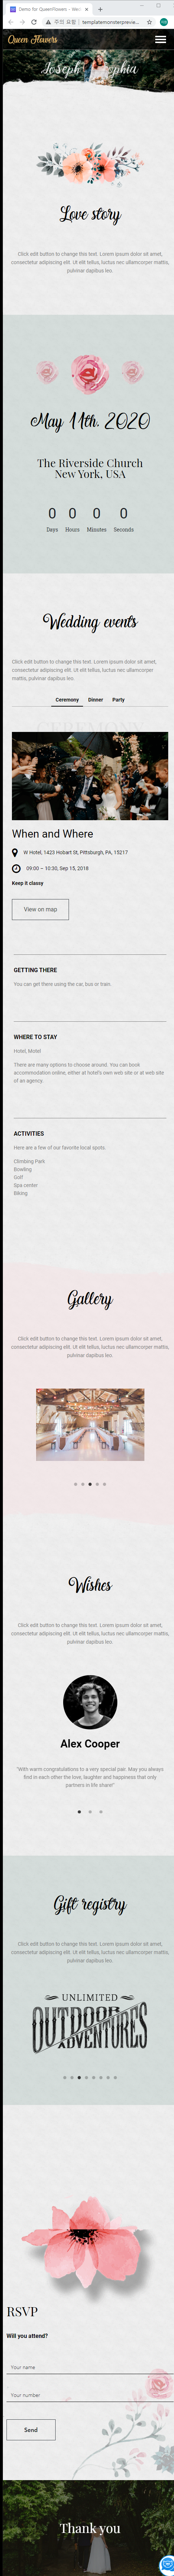 Demo for QueenFlowers - We
주의 요함
templatemonsterpreview...
Queen Flowers
Joseph
Sophia
Love story
Click edit button to change this text. Lorem ipsum dolor sit amet,
consectetur adipiscing elit. Ut elit tellus, luctus nec ullamcorper mattis,
pulvinar dapibus leo.
May 11th, 2020
The Riverside Church
New York, USA
0 0 0 0
Days Hours Minutes Seconds
Wedding events
Click edit button to change this text. Lorem ipsum dolor sit amet,
consectetur adipiscing elit. Ut elit tellus, luctus nec ullamcorper mattis,
pulvinar dapibus leo.
Ceremony Dinner Party
When and Where
W Hotel, 1423 Hobart St, Pittsburgh, PA, 15217
09:00 – 10:30, Sep 15, 2018
Keep it classy
View on map
GETTING THERE
You can get there using the car, bus or train.
WHERE TO STAY
Hotel, Motel
There are many options to choose around. You can book
accommodation online, either at hotel's own web site or at web site
of an agency.
ACTIVITIES
Here are a few of our favorite local spots.
Climbing Park
Bowling
Golf
Spa center
Biking
Gallery
Click edit button to change this text. Lorem ipsum dolor sit amet,
consectetur adipiscing elit. Ut elit tellus, luctus nec ullamcorper mattis,
pulvinar dapibus leo.
Wishes
Click edit button to change this text. Lorem ipsum dolor sit amet,
consectetur adipiscing elit. Ut elit tellus, luctus nec ullamcorper mattis,
pulvinar dapibus leo.
Alex Cooper
"With warm congratulations to a very special pair. May you always
find in each other the love, laughter and happiness that only
partners in life share!"
Gift registry
Click edit button to change this text. Lorem ipsum dolor sit amet,
consectetur adipiscing elit. Ut elit tellus, luctus nec ullamcorper mattis,
pulvinar dapibus leo.
UNLIMITED
OUTDOOR
ADVENTURES
RSVP
Will you attend?
Your name
Your number
Send
Thank you